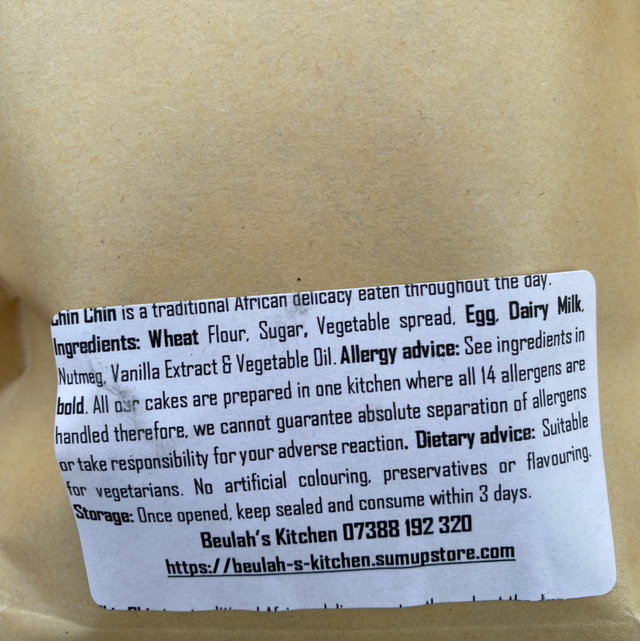 Chin Chin is a traditional African delicacy eaten throughout the day.
Ingredients: Wheat Flour, Sugar, Vegetable spread, Egg, Dairy Milk,
Nutmeg, Vanilla Extract & Vegetable Oil. Allergy advice: See ingredients in
bold. All our cakes are prepared in one kitchen where all 14 allergens are
handled therefore, we cannot guarantee absolute separation of allergens
or take responsibility for your adverse reaction. Dietary advice: Suitable
for vegetarians. No artificial colouring, preservatives or flavouring.
Storage: Once opened, keep sealed and consume within 3 days.
Beulah's Kitchen 07388 192 320
https://beulah-s-kitchen.sumupstore.com